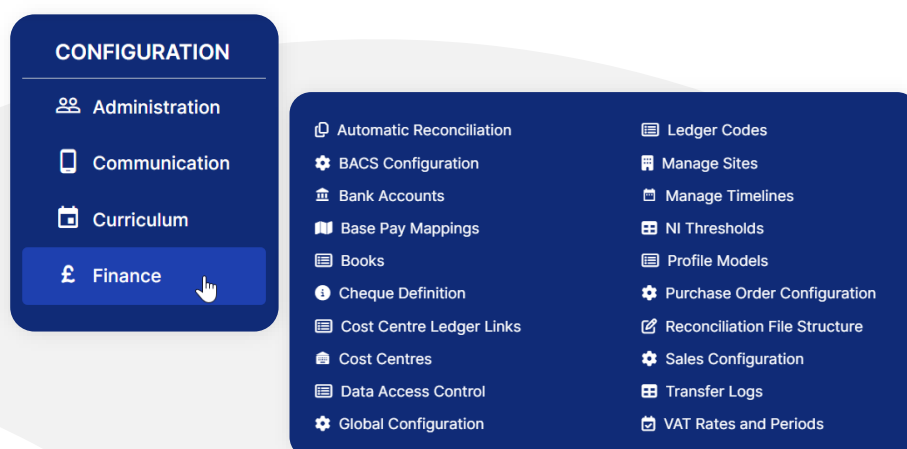 CONFIGURATION
Administration
Communication
Curriculum
£ Finance
Automatic Reconciliation
BACS Configuration
Bank Accounts
Base Pay Mappings
Books
Cheque Definition
Cost Centre Ledger Links
Cost Centres
Data Access Control
Global Configuration
Ledger Codes
Manage Sites
Manage Timelines
NI Thresholds
Profile Models
Purchase Order Configuration
Reconciliation File Structure
Sales Configuration
Transfer Logs
VAT Rates and Periods